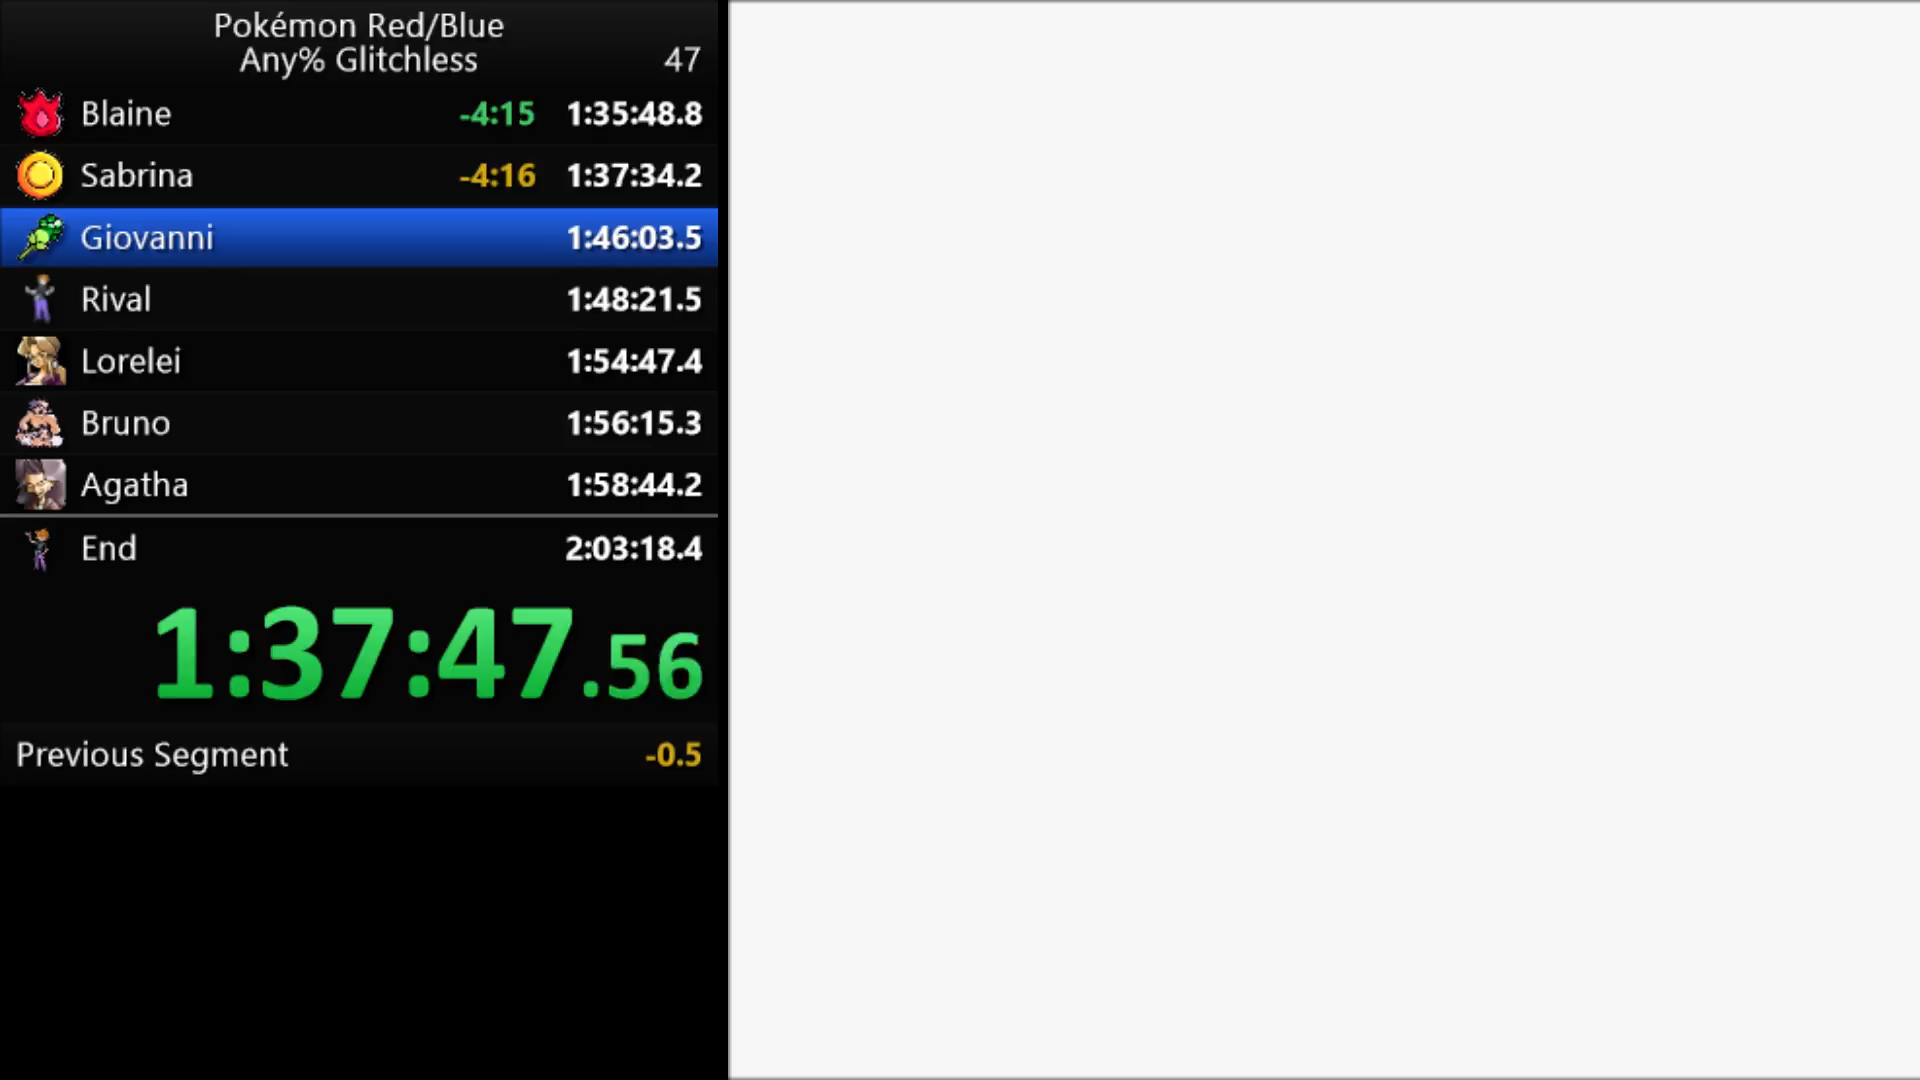 Pokémon Red/Blue
Any% Glitchless 47
Blaine -4:15 1:35:48.8
Sabrina -4:16 1:37:34.2
Giovanni 1:46:03.5
Rival 1:48:21.5
Lorelei 1:54:47.4
Bruno 1:56:15.3
Agatha 1:58:44.2
End 2:03:18.4
1:37:47.56
Previous Segment -0.5